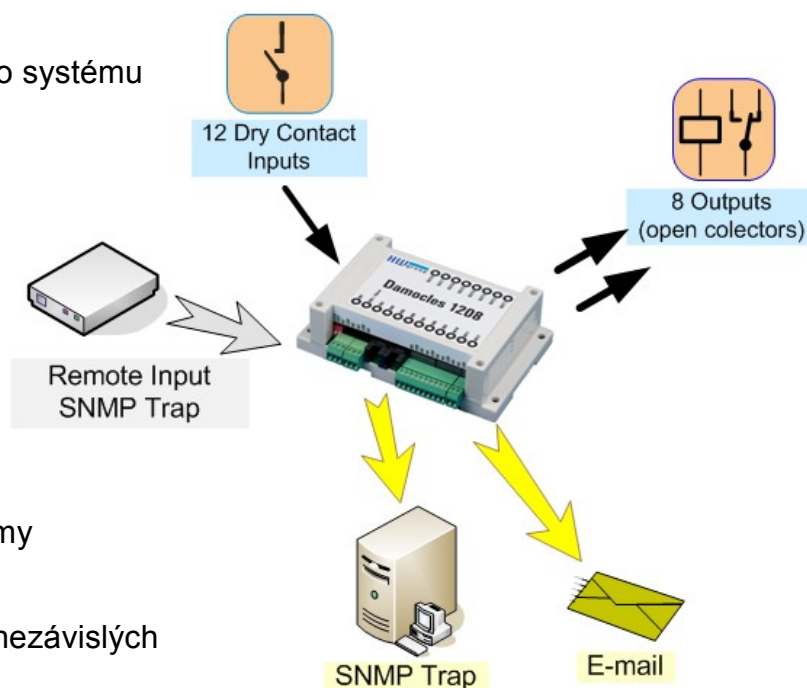 o systému
12 Dry Contact
Inputs
8 Outputs
(open colectors)
HW
Damocles 1208
Remote Input
SNMP Trap
my
nezávislých
SNMP Trap
E-mail